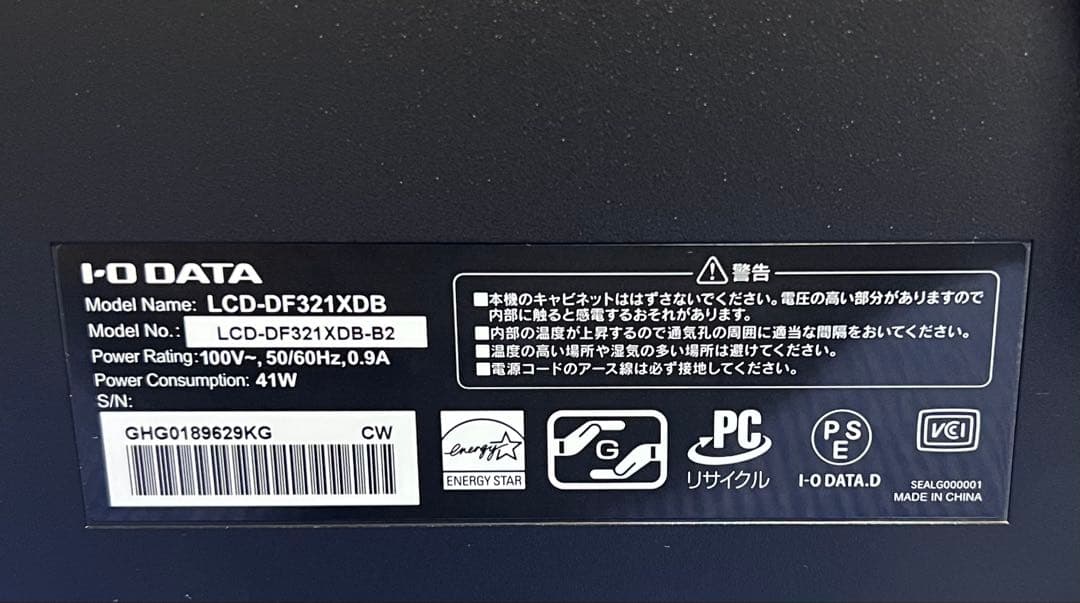 I-O DATA
Model Name: LCD-DF321XDB
Model No.: LCD-DF321XDB-B2
Power Rating:100V~, 50/60Hz,0.9A
Power Consumption: 41W
S/N:
GHG0189629KG CW
警告
■本機のキャビネットははずさないでください。電圧の高い部分がありますので
内部に触ると感電するおそれがあります。
■内部の温度が上昇するので通気孔の周囲に適当な間隔をおいてください。
■温度の高い場所や湿気の多い場所は避けてください。
■電源コードのアース線は必ず接地してください。
energy
ENERGY STAR
G
PC
リサイクル
PSE
I-O DATA.D
VCCI
SEALG000001
MADE IN CHINA